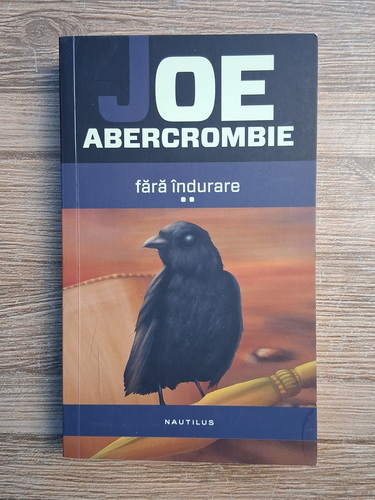 JOE
ABERCROMBIE
fără îndurare
NAUTILUS